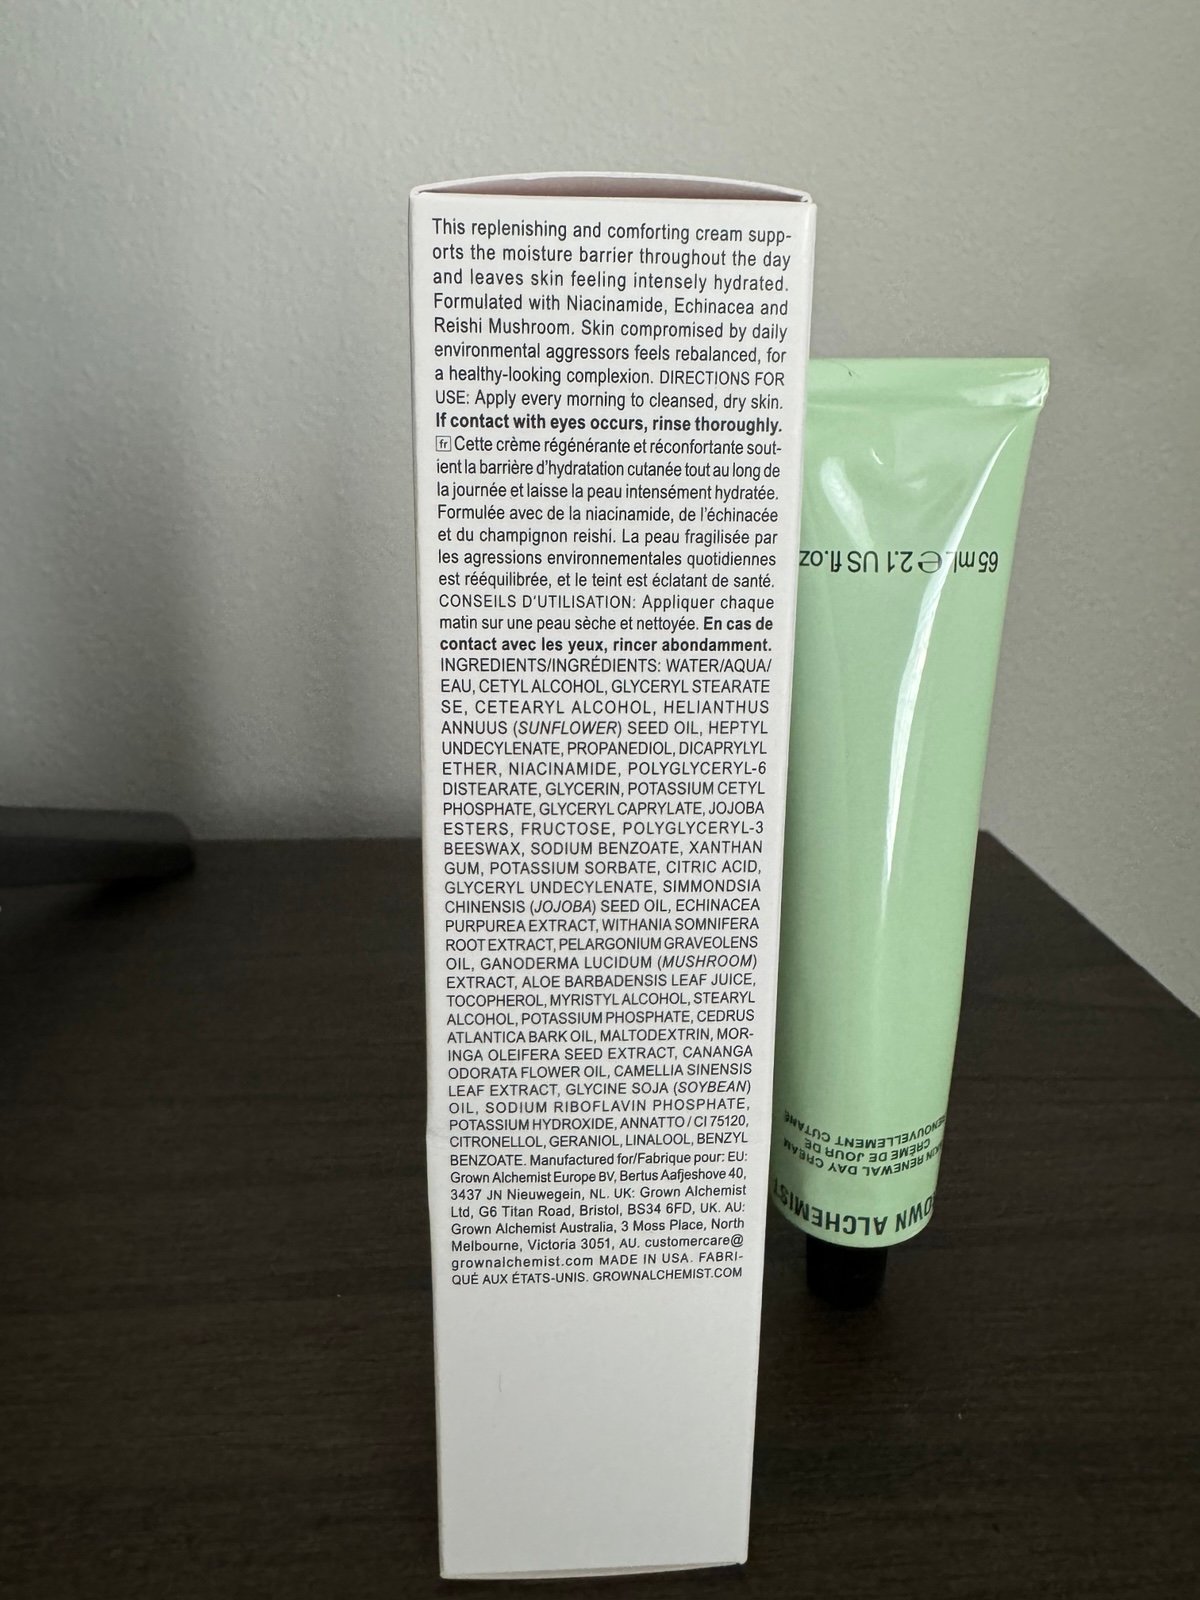 This replenishing and comforting cream supp-
orts the moisture barrier throughout the day
and leaves skin feeling intensely hydrated.
Formulated with Niacinamide, Echinacea and
Reishi Mushroom. Skin compromised by daily
environmental aggressors feels rebalanced, for
a healthy-looking complexion. DIRECTIONS FOR
USE: Apply every morning to cleansed, dry skin.
If contact with eyes occurs, rinse thoroughly.
fr Cette crème régénérante et réconfortante sout-
ient la barrière d'hydratation cutanée tout au long de
la journée et laisse la peau intensément hydratée.
Formulée avec de la niacinamide, de l'échinacée
et du champignon reishi. La peau fragilisée par
les agressions environnementales quotidiennes
est rééquilibrée, et le teint est éclatant de santé.
CONSEILS D'UTILISATION: Appliquer chaque
matin sur une peau sèche et nettoyée. En cas de
contact avec les yeux, rincer abondamment.
INGREDIENTS/INGRÉDIENTS: WATER/AQUA/
EAU, CETYL ALCOHOL, GLYCERYL STEARATE
SE, CETEARYL ALCOHOL, HELIANTHUS
ANNUUS (SUNFLOWER) SEED OIL, HEPTYL
UNDECYLENATE, PROPANEDIOL, DICAPRYLYL
ETHER, NIACINAMIDE, POLYGLYCERYL-6
DISTEARATE, GLYCERIN, POTASSIUM CETYL
PHOSPHATE, GLYCERYL CAPRYLATE, JOJOBA
ESTERS, FRUCTOSE, POLYGLYCERYL-3
BEESWAX, SODIUM BENZOATE, XANTHAN
GUM, POTASSIUM SORBATE, CITRIC ACID,
GLYCERYL UNDECYLENATE, SIMMONDSIA
CHINENSIS (JOJOBA) SEED OIL, ECHINACEA
PURPUREA EXTRACT, WITHANIA SOMNIFERA
ROOT EXTRACT, PELARGONIUM GRAVEOLENS
OIL, GANODERMA LUCIDUM (MUSHROOM)
EXTRACT, ALOE BARBADENSIS LEAF JUICE,
TOCOPHEROL, MYRISTYL ALCOHOL, STEARYL
ALCOHOL, POTASSIUM PHOSPHATE, CEDRUS
ATLANTICA BARK OIL, MALTODEXTRIN, MOR-
INGA OLEIFERA SEED EXTRACT, CANANGA
ODORATA FLOWER OIL, CAMELLIA SINENSIS
LEAF EXTRACT, GLYCINE SOJA (SOYBEAN)
OIL, SODIUM RIBOFLAVIN PHOSPHATE,
POTASSIUM HYDROXIDE, ANNATTO / CI 75120,
CITRONELLOL, GERANIOL, LINALOOL, BENZYL
BENZOATE. Manufactured for/Fabrique pour: EU:
Grown Alchemist Europe BV, Bertus Aafjeshove 40,
3437 JN Nieuwegein, NL. UK: Grown Alchemist
Ltd, G6 Titan Road, Bristol, BS34 6FD, UK. AU:
Grown Alchemist Australia, 3 Moss Place, North
Melbourne, Victoria 3051, AU. customercare@
grownalchemist.com MADE IN USA. FABRI-
QUÉ AUX ÉTATS-UNIS. GROWNALCHEMIST.COM
OWN ALCHEMIST
SKIN RENEWAL DAY CREAM
CRÈME DE JOUR DE
RENOUVELLEMENT CUTANÉ
65 mL e 2.1 US fl.oz